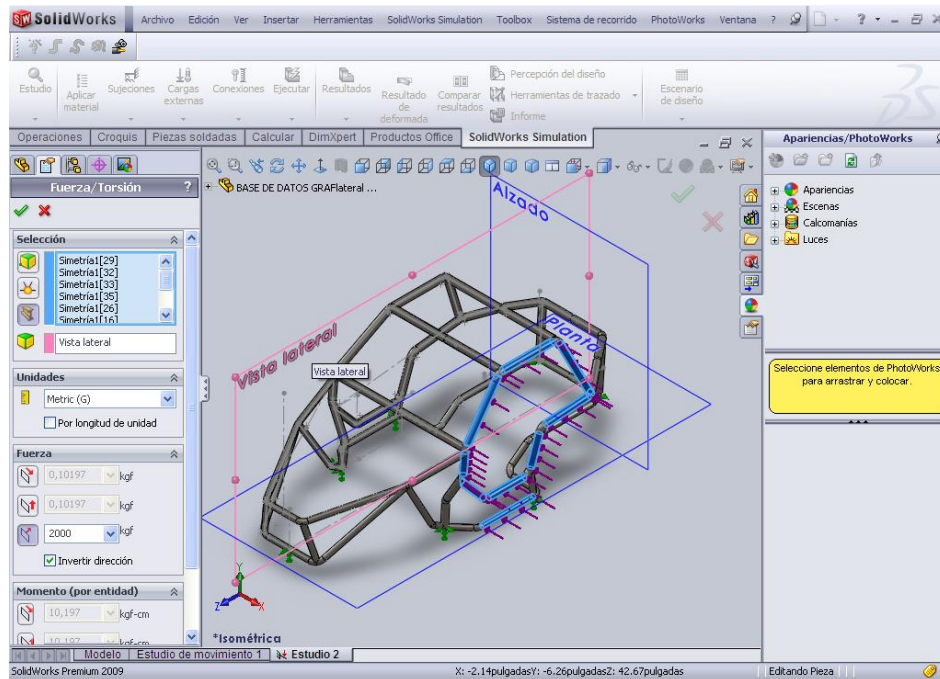 SolidWorks Archivo Edición Ver Insertar Herramientas SolidWorks Simulation Toolbox Sistema de recorrido PhotoWorks Ventana ?
Estudio Aplicar material Sujeciones Cargas externas Conexiones Ejecutar Resultados Resultado de deformada Comparar resultados
Percepción del diseño
Herramientas de trazado
Informe
Escenario de diseño
Operaciones Croquis Piezas soldadas Calcular DimXpert Productos Office SolidWorks Simulation
Apariencias/PhotoWorks
Fuerza/Torsión ?
BASE DE DATOS GRAFlateral ...
Selección
Simetría1[29]
Simetría1[32]
Simetría1[33]
Simetría1[35]
Simetría1[26]
Simetría1[16]
Vista lateral
Unidades
Metric (G)
Por longitud de unidad
Fuerza
0,10197 kgf
0,10197 kgf
2000 kgf
Invertir dirección
Momento (por entidad)
10,197 kgf-cm
10,197 kgf-cm
Alzado
Planta
Vista lateral
Vista lateral
Y
Z
X
*Isométrica
Apariencias
Escenas
Calcomanías
Luces
Seleccione elementos de PhotoWorks para arrastrar y colocar.
Modelo Estudio de movimiento 1 Estudio 2
SolidWorks Premium 2009 X: -2.14pulgadasY: -6.26pulgadasZ: 42.67pulgadas Editando Pieza